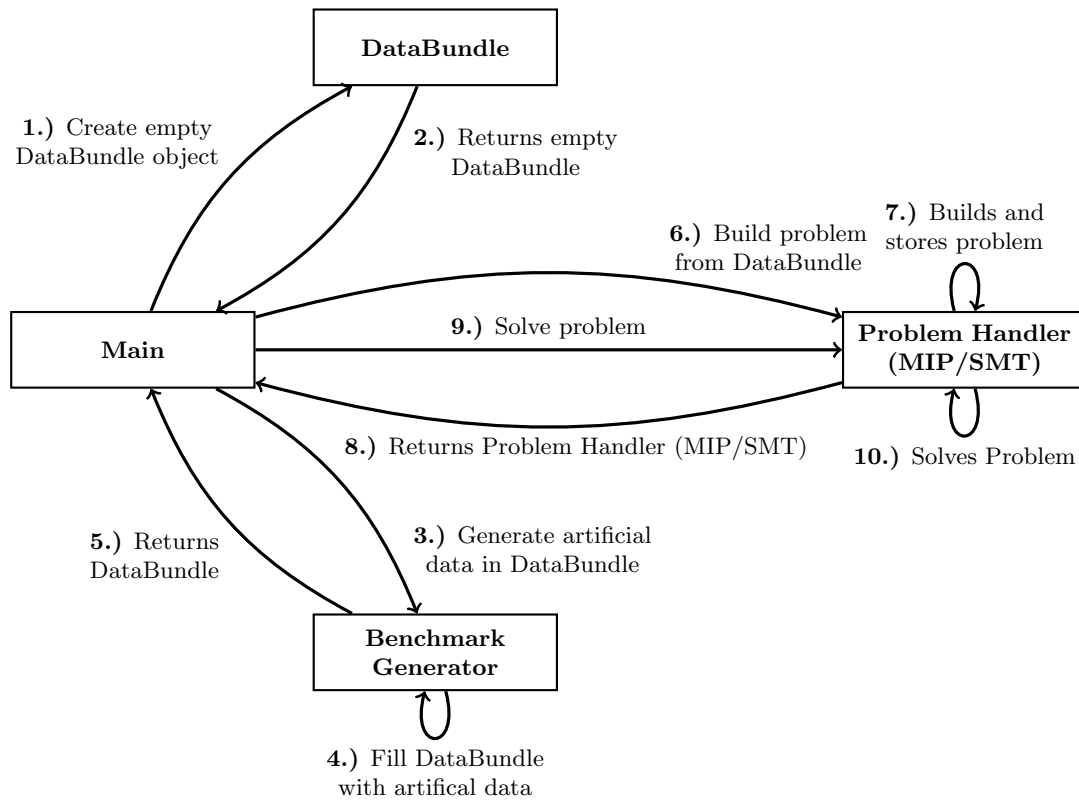 DataBundle
1.) Create empty
DataBundle object
2.) Returns empty
DataBundle
6.) Build problem
from DataBundle
7.) Builds and
stores problem
Main
9.) Solve problem
Problem Handler
(MIP/SMT)
8.) Returns Problem Handler (MIP/SMT)
10.) Solves Problem
5.) Returns
DataBundle
3.) Generate artificial
data in DataBundle
Benchmark
Generator
4.) Fill DataBundle
with artifical data